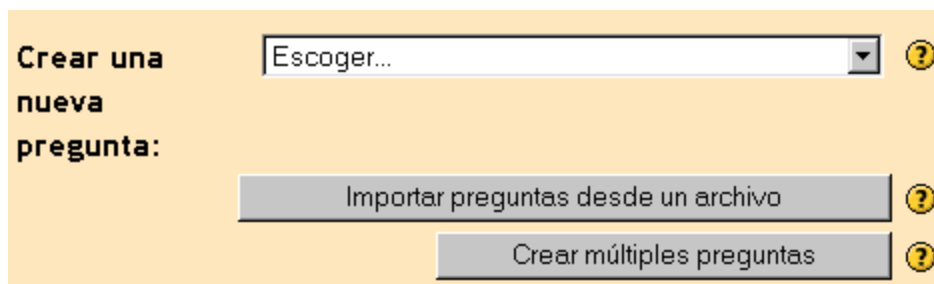 Crear una
nueva
pregunta:
Escoger...
?
Importar preguntas desde un archivo
?
Crear múltiples preguntas
?